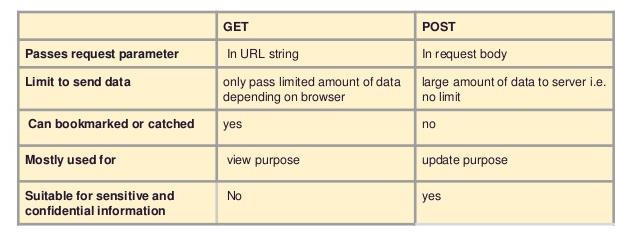 GET POST
Passes request parameter In URL string In request body
Limit to send data only pass limited amount of data large amount of data to server i.e.
depending on browser no limit
Can bookmarked or catched yes no
Mostly used for view purpose update purpose
Suitable for sensitive and No yes
confidential information